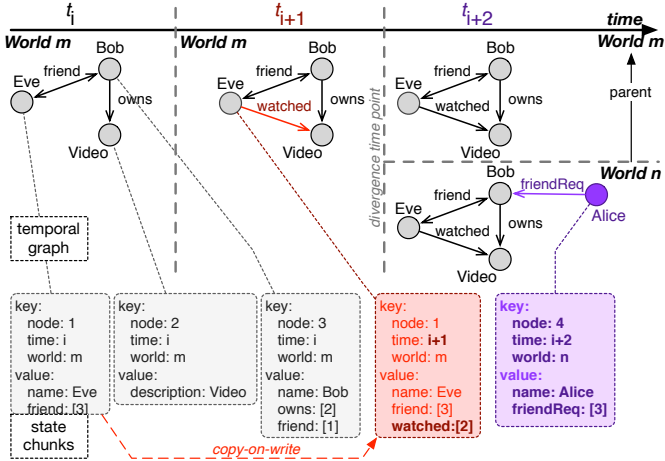 t_i
t_{i+1}
t_{i+2}
time
World m
World m
World m
Bob
Eve
friend
owns
Video
Bob
Eve
friend
owns
watched
Video
Bob
Eve
friend
owns
watched
Video
parent
divergence time point
World n
Bob
friendReq
Alice
Eve
friend
owns
watched
Video
temporal
graph
key:
node: 1
time: i
world: m
value:
name: Eve
friend: [3]
key:
node: 2
time: i
world: m
value:
description: Video
key:
node: 3
time: i
world: m
value:
name: Bob
owns: [2]
friend: [1]
key:
node: 1
time: i+1
world: m
value:
name: Eve
friend: [3]
watched:[2]
key:
node: 4
time: i+2
world: n
value:
name: Alice
friendReq: [3]
state
chunks
copy-on-write